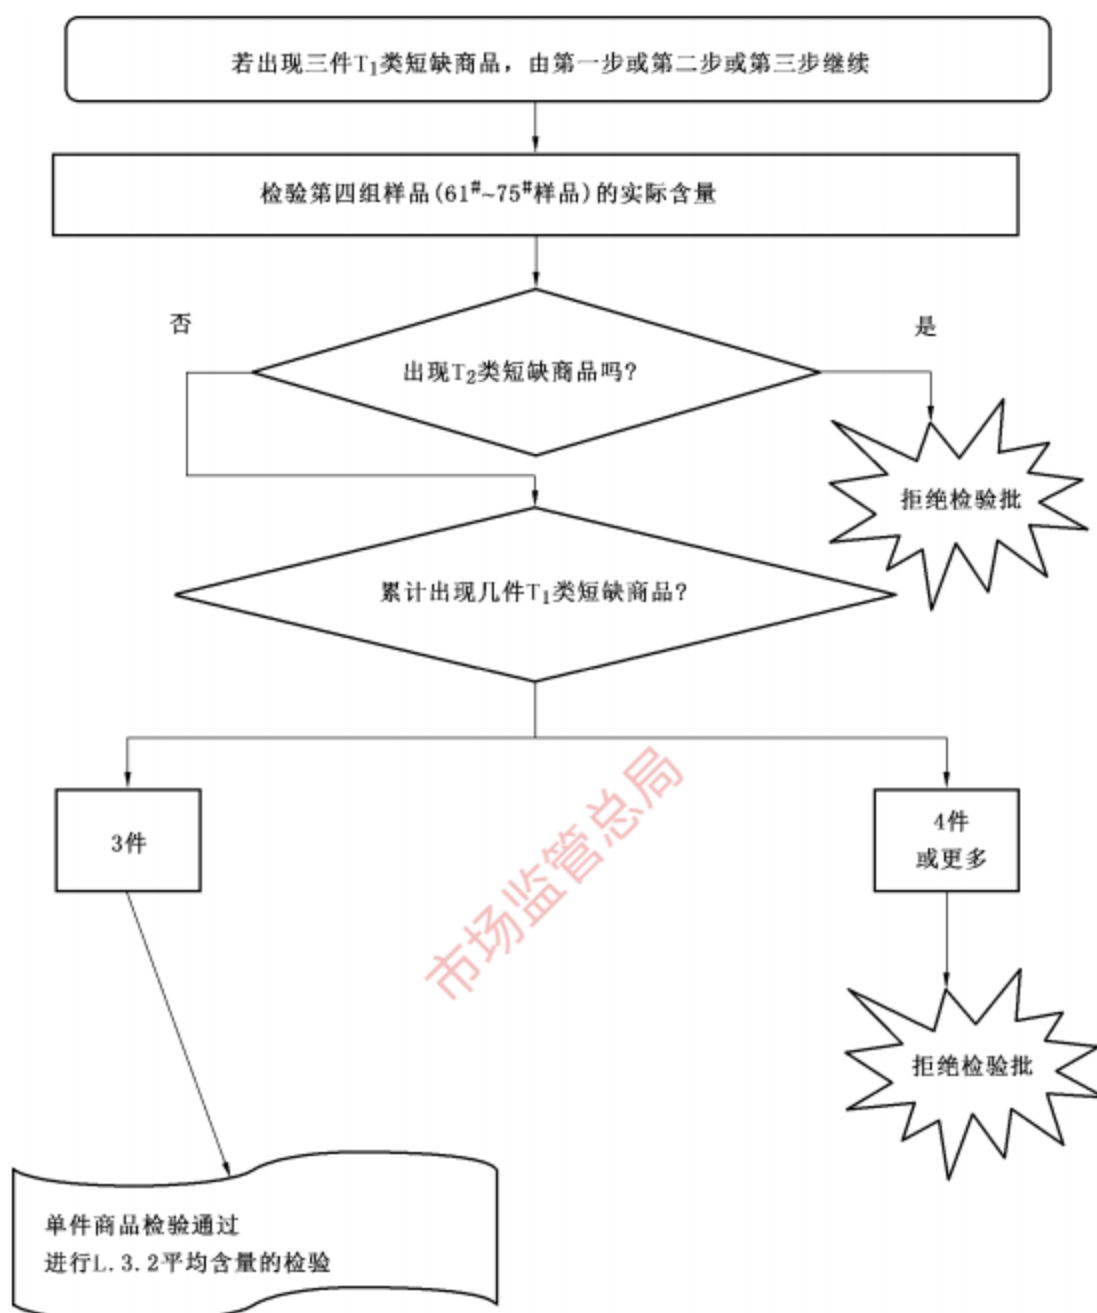 若出现三件T₁类短缺商品，由第一步或第二步或第三步继续
检验第四组样品(61#~75#样品)的实际含量
否
是
出现T₂类短缺商品吗?
拒绝检验批
累计出现几件T₁类短缺商品?
3件
4件
或更多
市场监管总局
拒绝检验批
单件商品检验通过
进行L.3.2平均含量的检验